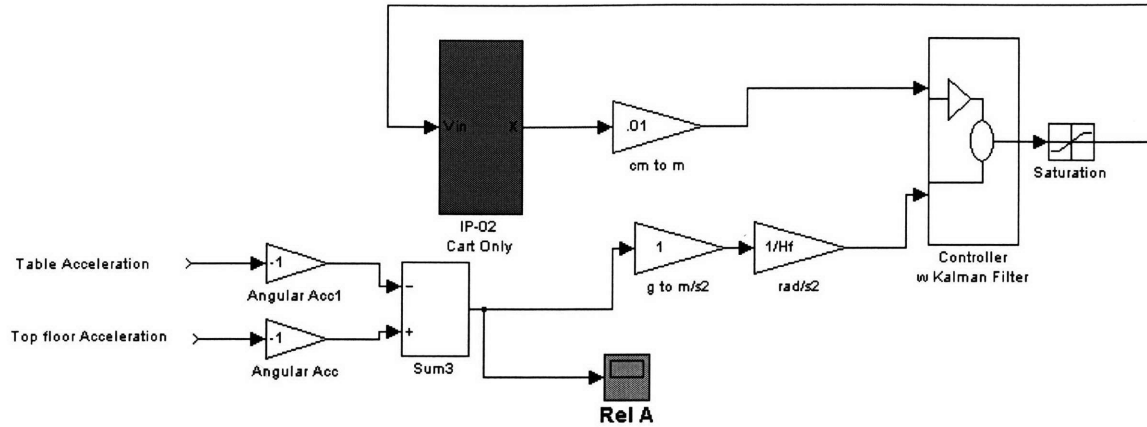 Vin
X
.01
cm to m
IP-02
Cart Only
Saturation
Controller
w Kalman Filter
Table Acceleration
-1
Angular Acc1
1
g to m/s2
1/Hf
rad/s2
Top floor Acceleration
-1
Angular Acc
−
+
Sum3
Rel A